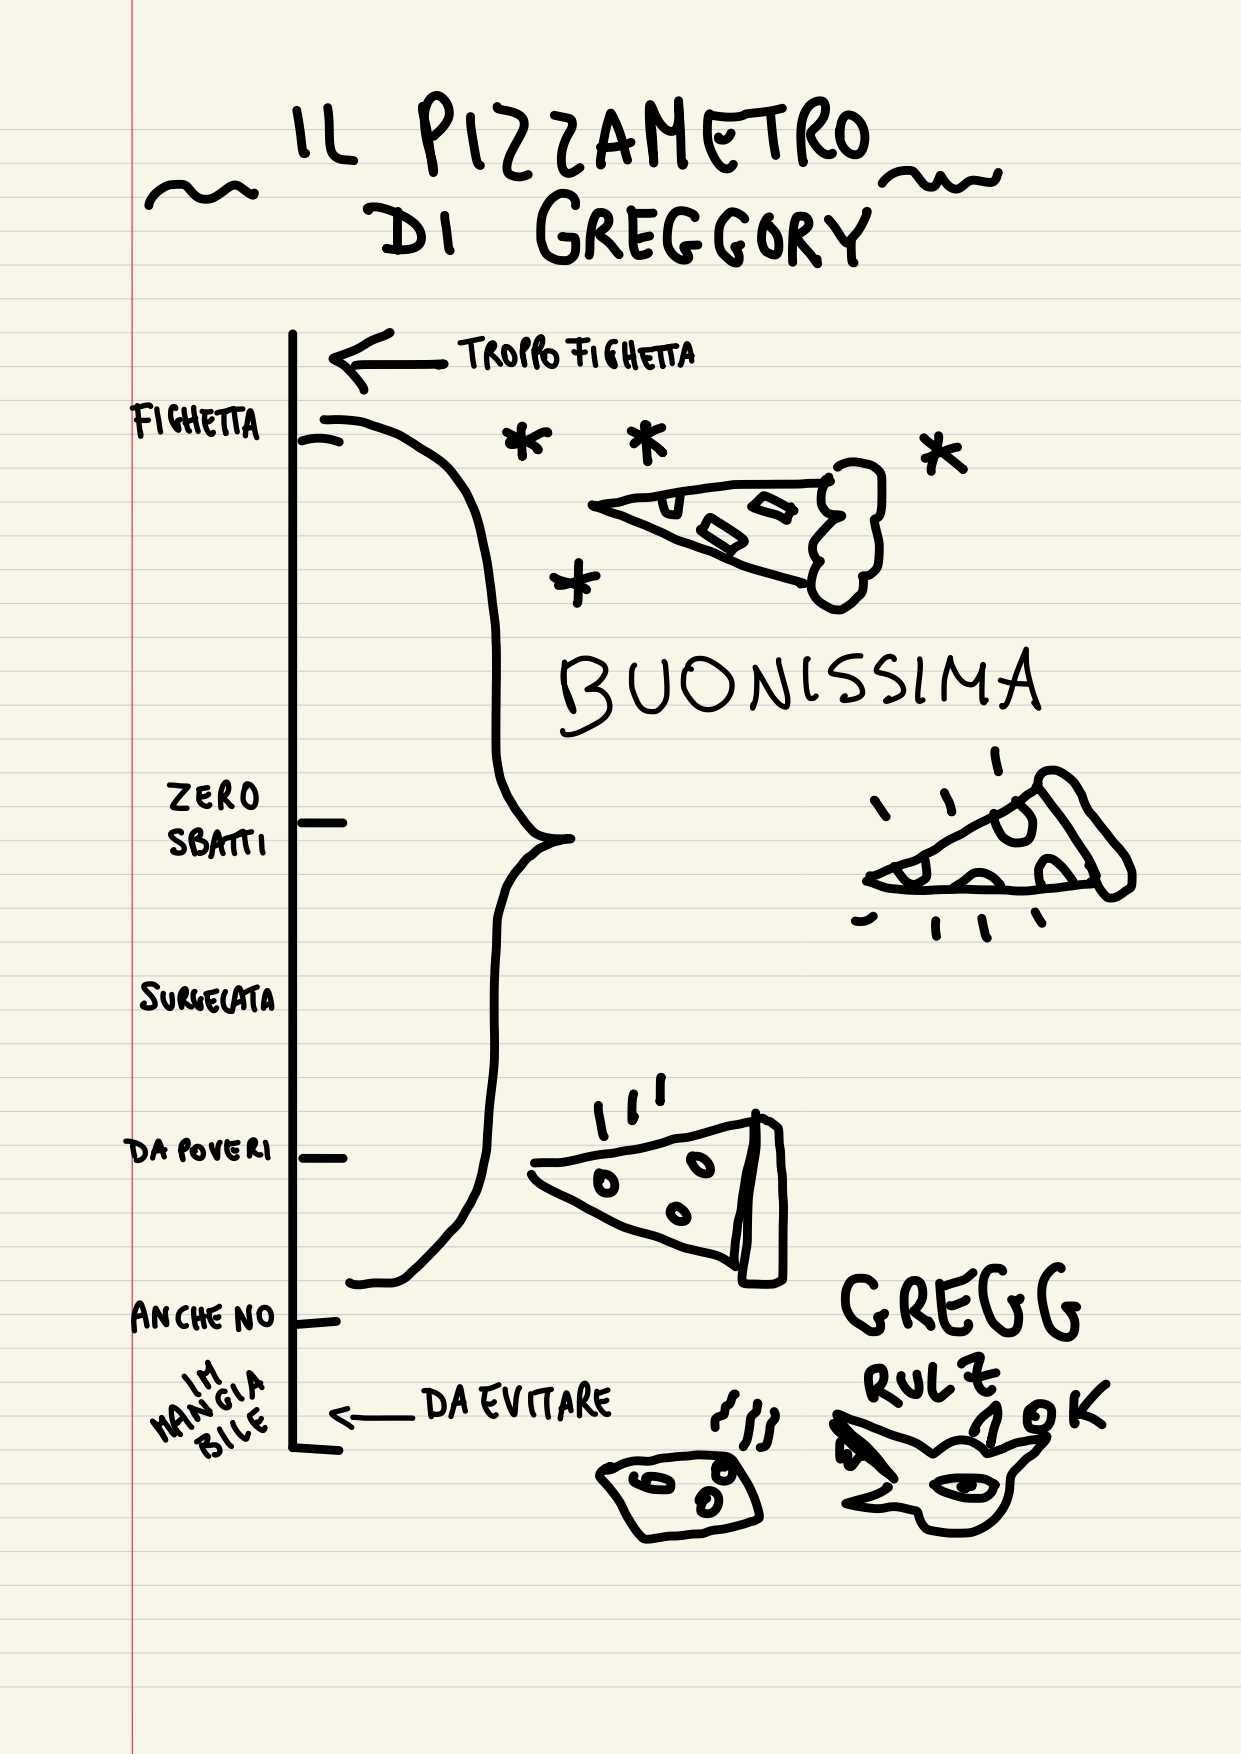 IL PIZZAMETRO
DI GREGGORY
TROPPO FIGHETTA
FIGHETTA
BUONISSIMA
ZERO
SBATTI
SURGELATA
DA POVERI
ANCHE NO
GREGG
RULZ
OK
IM
MANGIA
BILE
DA EVITARE